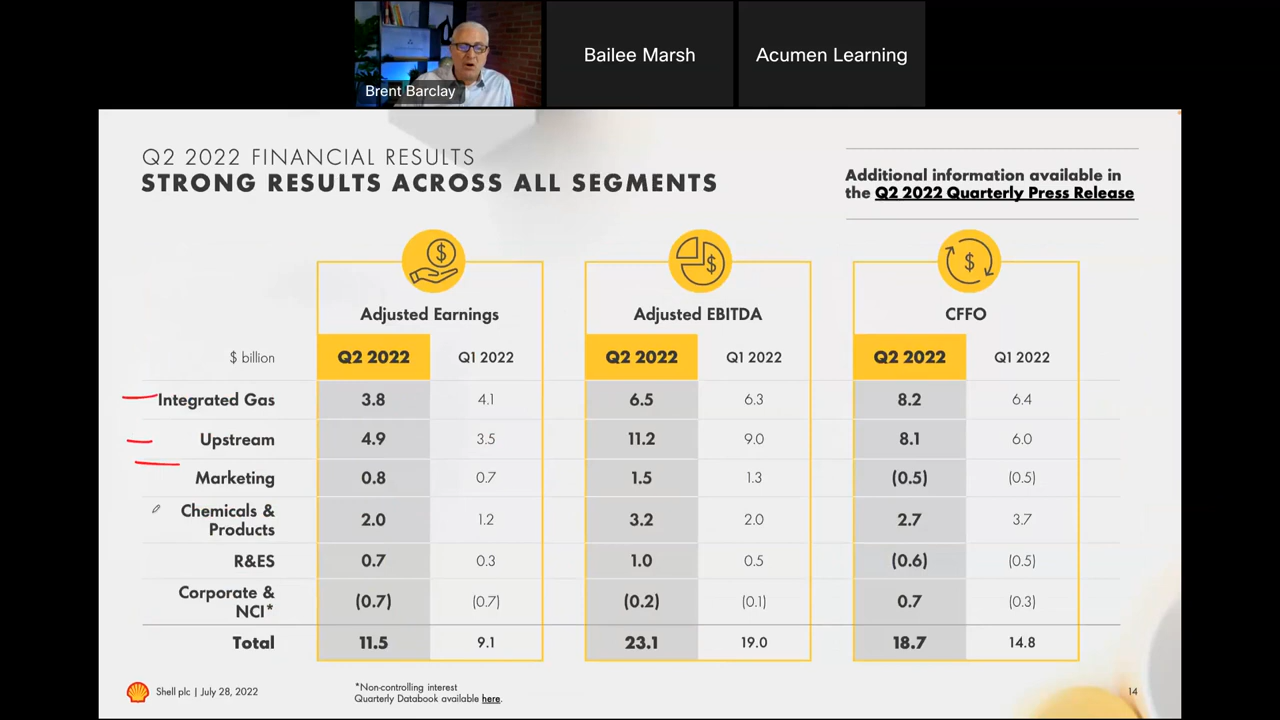 Brent Barclay
Bailee Marsh
Acumen Learning
Q2 2022 FINANCIAL RESULTS
STRONG RESULTS ACROSS ALL SEGMENTS
Additional information available in
the Q2 2022 Quarterly Press Release
Adjusted Earnings Adjusted EBITDA CFFO
$ billion Q2 2022 Q1 2022 Q2 2022 Q1 2022 Q2 2022 Q1 2022
Integrated Gas 3.8 4.1 6.5 6.3 8.2 6.4
Upstream 4.9 3.5 11.2 9.0 8.1 6.0
Marketing 0.8 0.7 1.5 1.3 (0.5) (0.5)
Chemicals &
Products 2.0 1.2 3.2 2.0 2.7 3.7
R&ES 0.7 0.3 1.0 0.5 (0.6) (0.5)
Corporate &
NCI* (0.7) (0.7) (0.2) (0.1) 0.7 (0.3)
Total 11.5 9.1 23.1 19.0 18.7 14.8
Shell plc | July 28, 2022
*Non-controlling interest
Quarterly Databook available here.
14